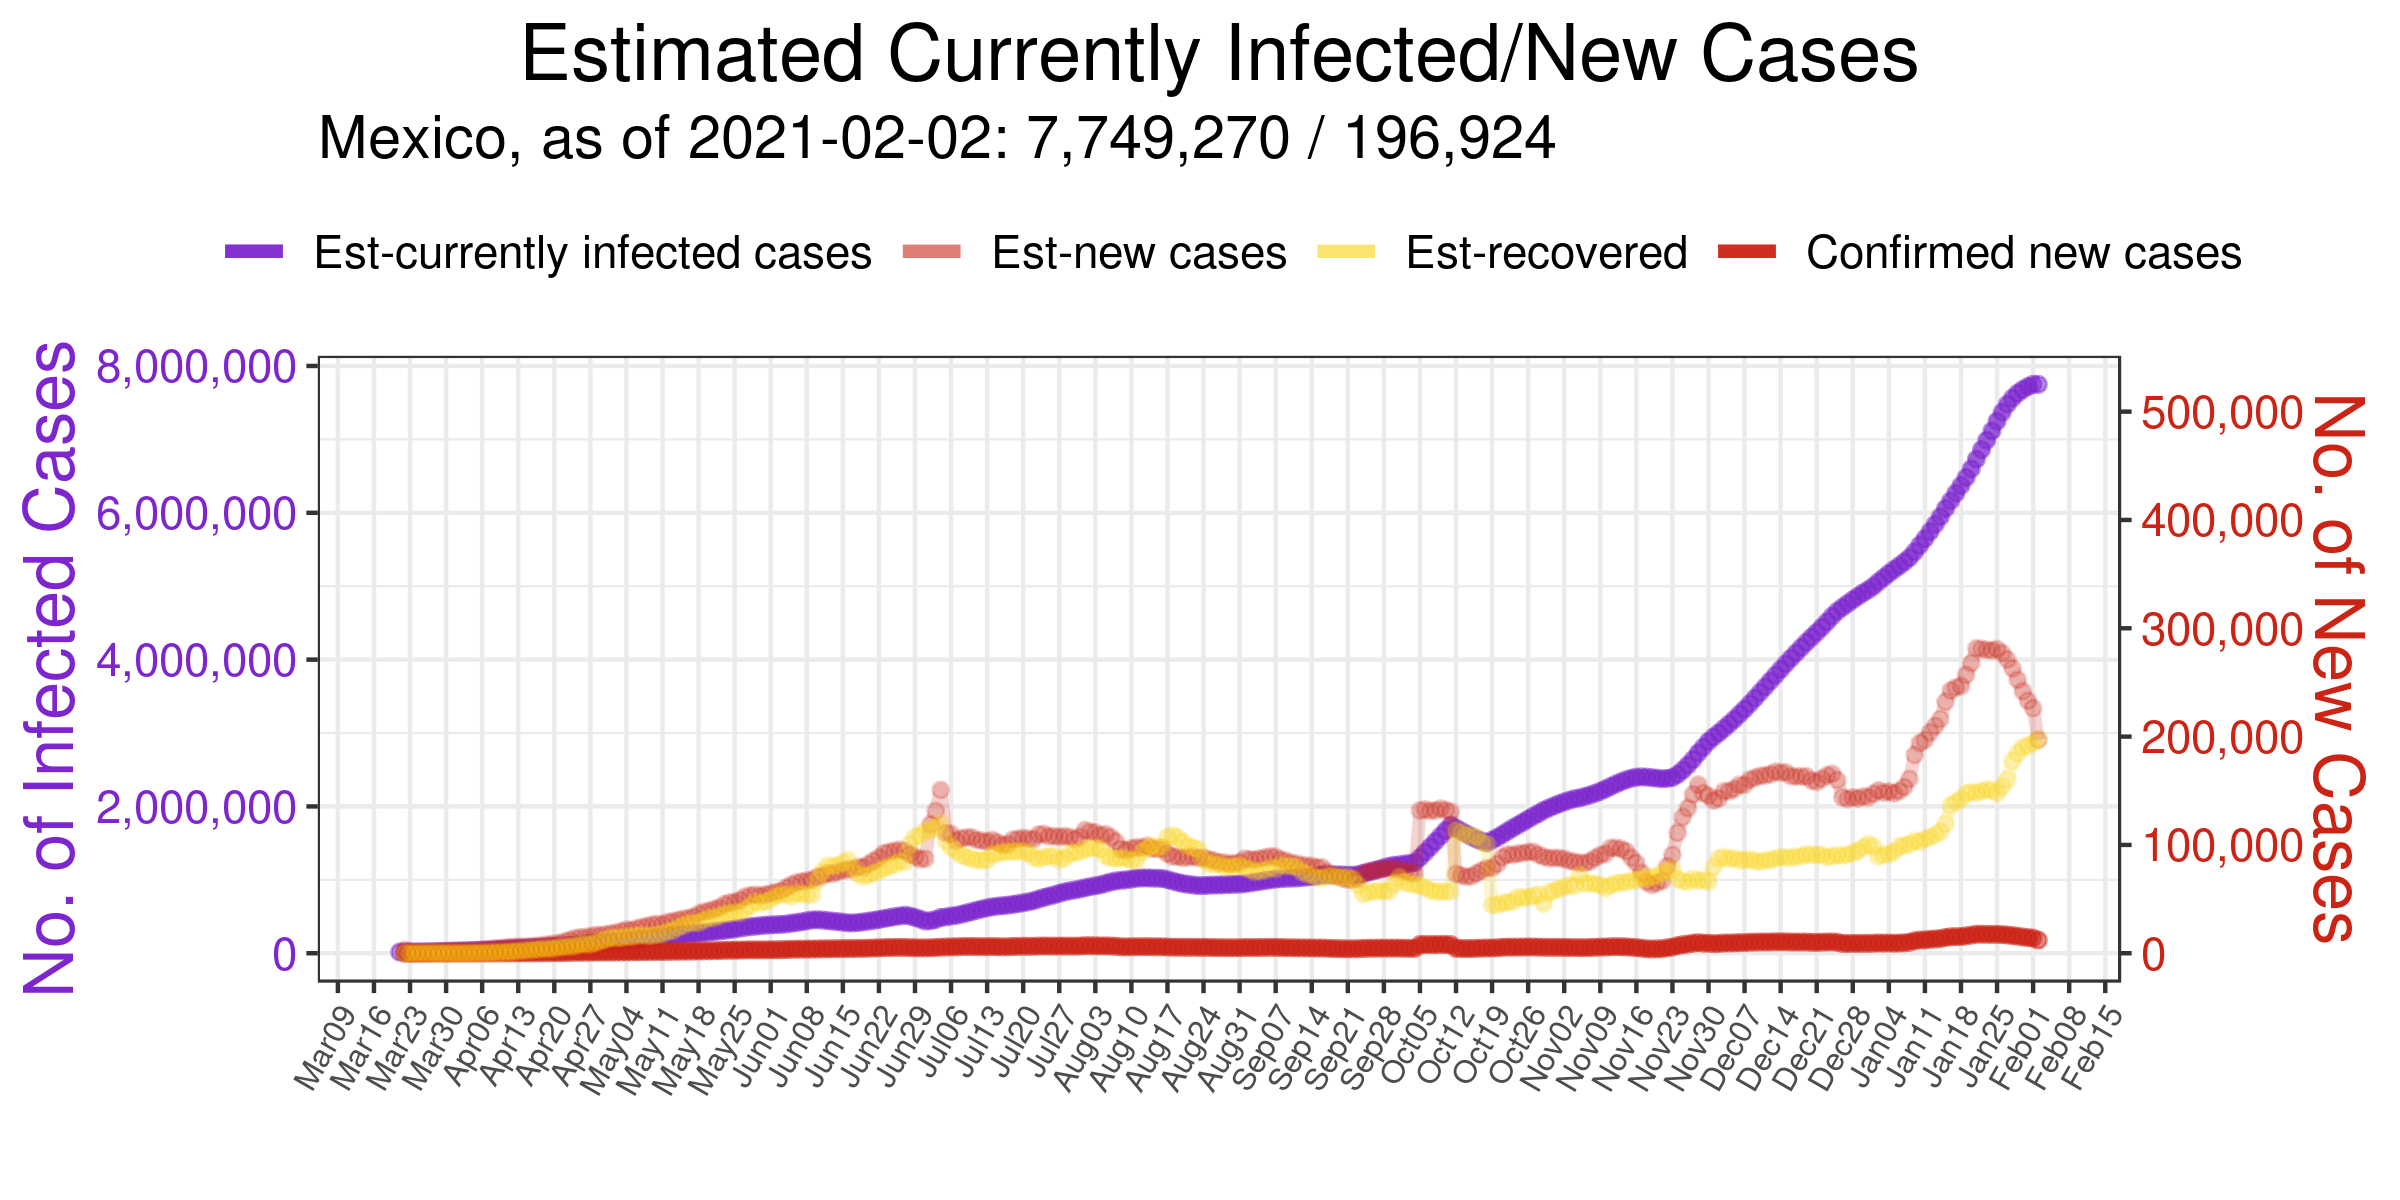 Estimated Currently Infected/New Cases
Mexico, as of 2021-02-02: 7,749,270 / 196,924
Est-currently infected cases Est-new cases Est-recovered Confirmed new cases
No. of Infected Cases
8,000,000
6,000,000
4,000,000
2,000,000
0
500,000
400,000
300,000
200,000
100,000
0
No. of New Cases
Mar09 Mar16 Mar23 Mar30 Apr06 Apr13 Apr20 Apr27 May04 May11 May18 May25 Jun01 Jun08 Jun15 Jun22 Jun29 Jul06 Jul13 Jul20 Jul27 Aug03 Aug10 Aug17 Aug24 Aug31 Sep07 Sep14 Sep21 Sep28 Oct05 Oct12 Oct19 Oct26 Nov02 Nov09 Nov16 Nov23 Nov30 Dec07 Dec14 Dec21 Dec28 Jan04 Jan11 Jan18 Jan25 Feb01 Feb08 Feb15